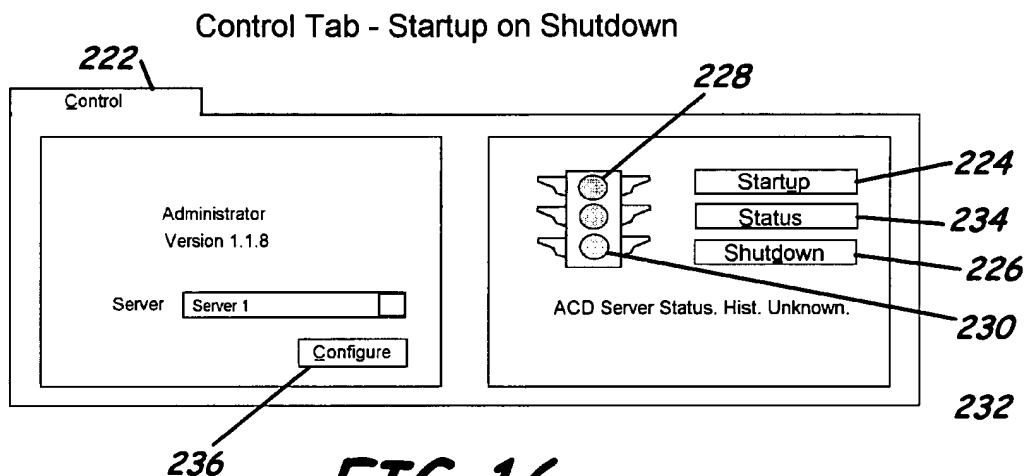 Control Tab - Startup on Shutdown
222
228
Control
224
Startup
Administrator
Status
234
Version 1.1.8
Shutdown
226
Server
Server 1
ACD Server Status. Hist. Unknown.
230
Configure
232
236
FIG. 16